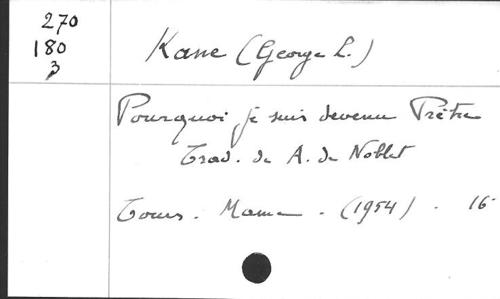 270
180
3
Kane (George L.)
Pourquoi je suis devenu Prêtre
Trad. de A. de Noblet
Tours. Mame. (1954). 16